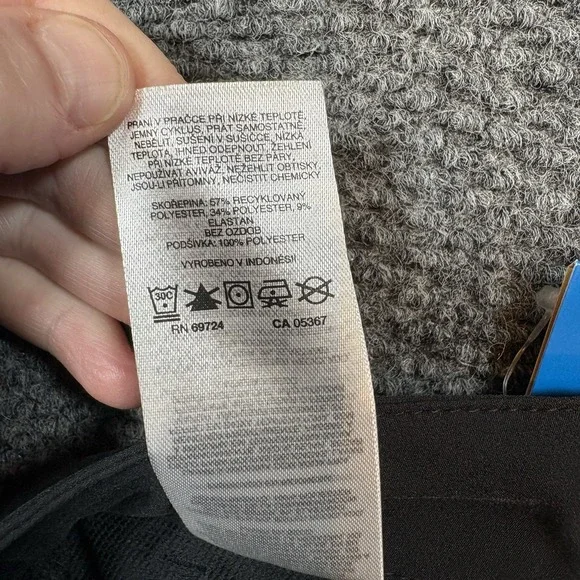 PRANÍ V PRAČCE PŘI NÍZKÉ TEPLOTĚ,
JEMNÝ CYKLUS, PRÁT SAMOSTATNĚ,
NEBĚLIT, SUŠENÍ V SUŠIČCE, NÍZKÁ
TEPLOTA, IHNED ODEPNOUT, ŽEHLENÍ
PŘI NÍZKÉ TEPLOTĚ BEZ PÁRY,
NEPOUŽÍVAT AVIVÁŽ, NEŽEHLIT OBTISKY,
JSOU-LI PŘÍTOMNY, NEČISTIT CHEMICKY
SKOŘEPINA: 57% RECYKLOVANÝ
POLYESTER, 34% POLYESTER, 9%
ELASTAN
BEZ OZDOB
PODŠÍVKA: 100% POLYESTER
VYROBENO V INDONÉSII
30C
RN 69724 CA 05367